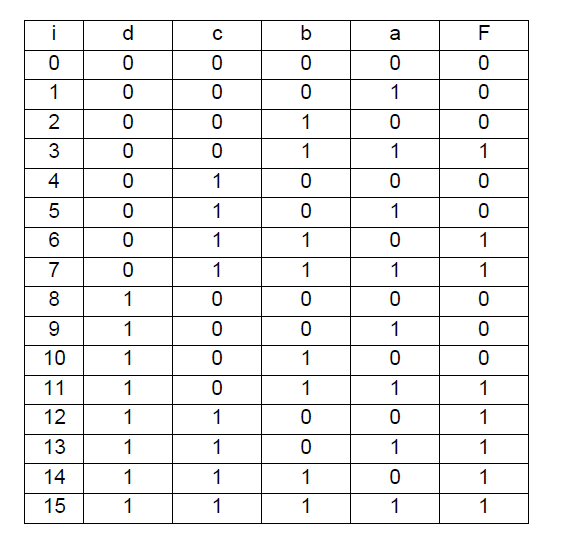 i d c b a F
0 0 0 0 0 0
1 0 0 0 1 0
2 0 0 1 0 0
3 0 0 1 1 1
4 0 1 0 0 0
5 0 1 0 1 0
6 0 1 1 0 1
7 0 1 1 1 1
8 1 0 0 0 0
9 1 0 0 1 0
10 1 0 1 0 0
11 1 0 1 1 1
12 1 1 0 0 1
13 1 1 0 1 1
14 1 1 1 0 1
15 1 1 1 1 1